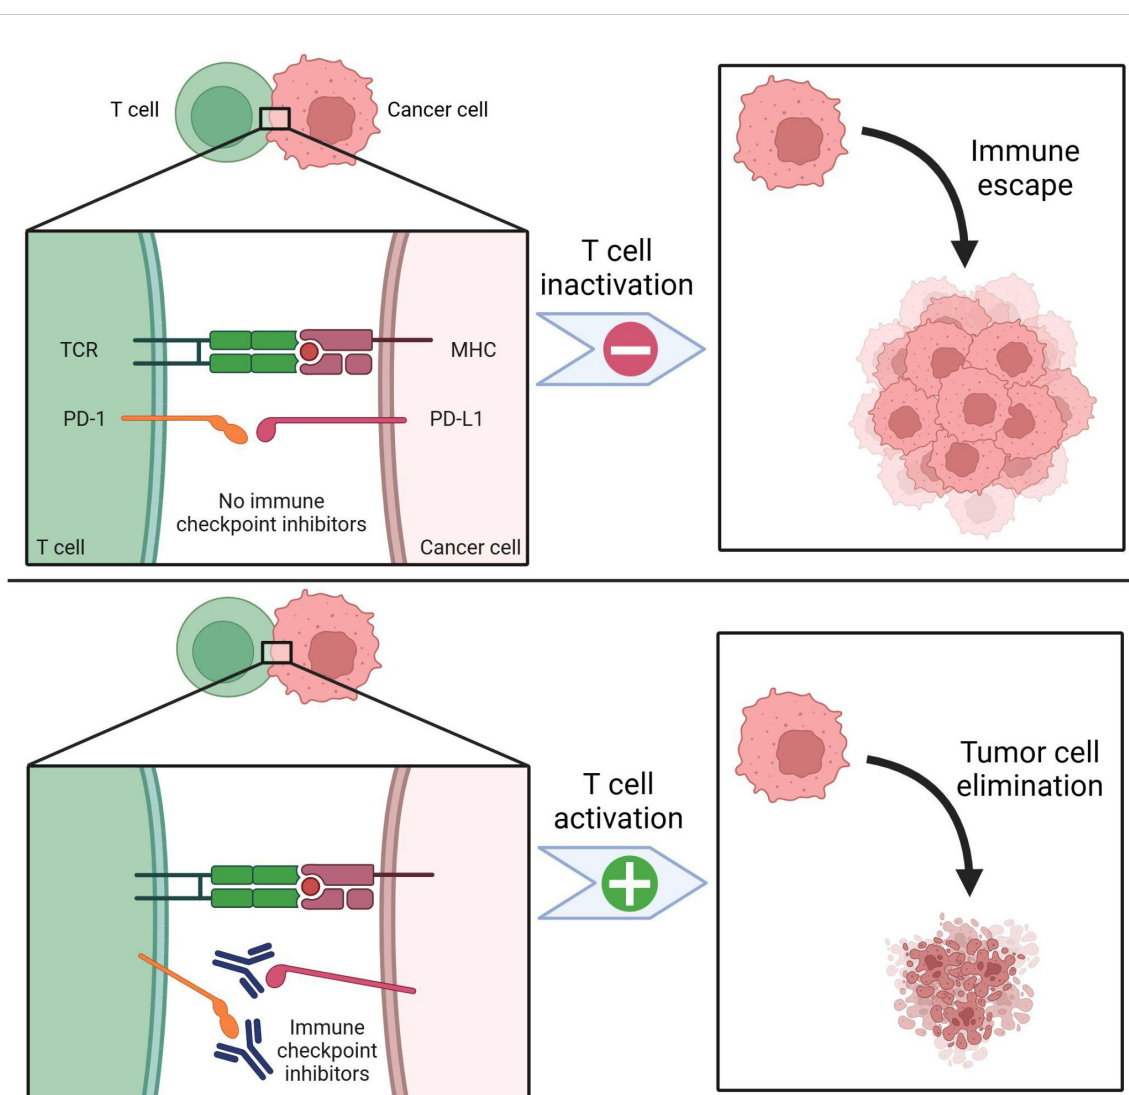 T cell
Cancer cell
TCR
MHC
PD-1
PD-L1
No immune
checkpoint inhibitors
T cell
Cancer cell
T cell
inactivation
Immune
escape
Immune
checkpoint
inhibitors
T cell
activation
Tumor cell
elimination